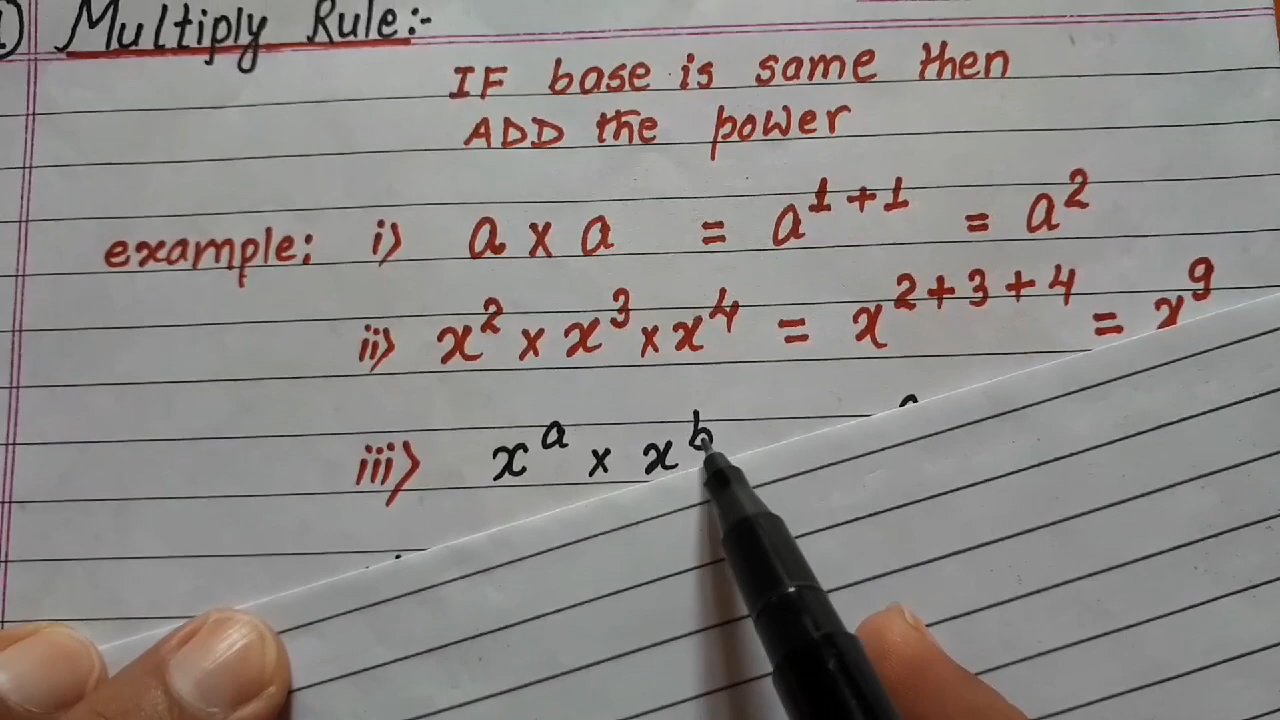 ) Multiply Rule:-
IF base is same then
ADD the power
example: i) a × a = a^1+1 = a^2
ii) x^2 × x^3 × x^4 = x^2+3+4 = x^9
iii) x^a × x^b